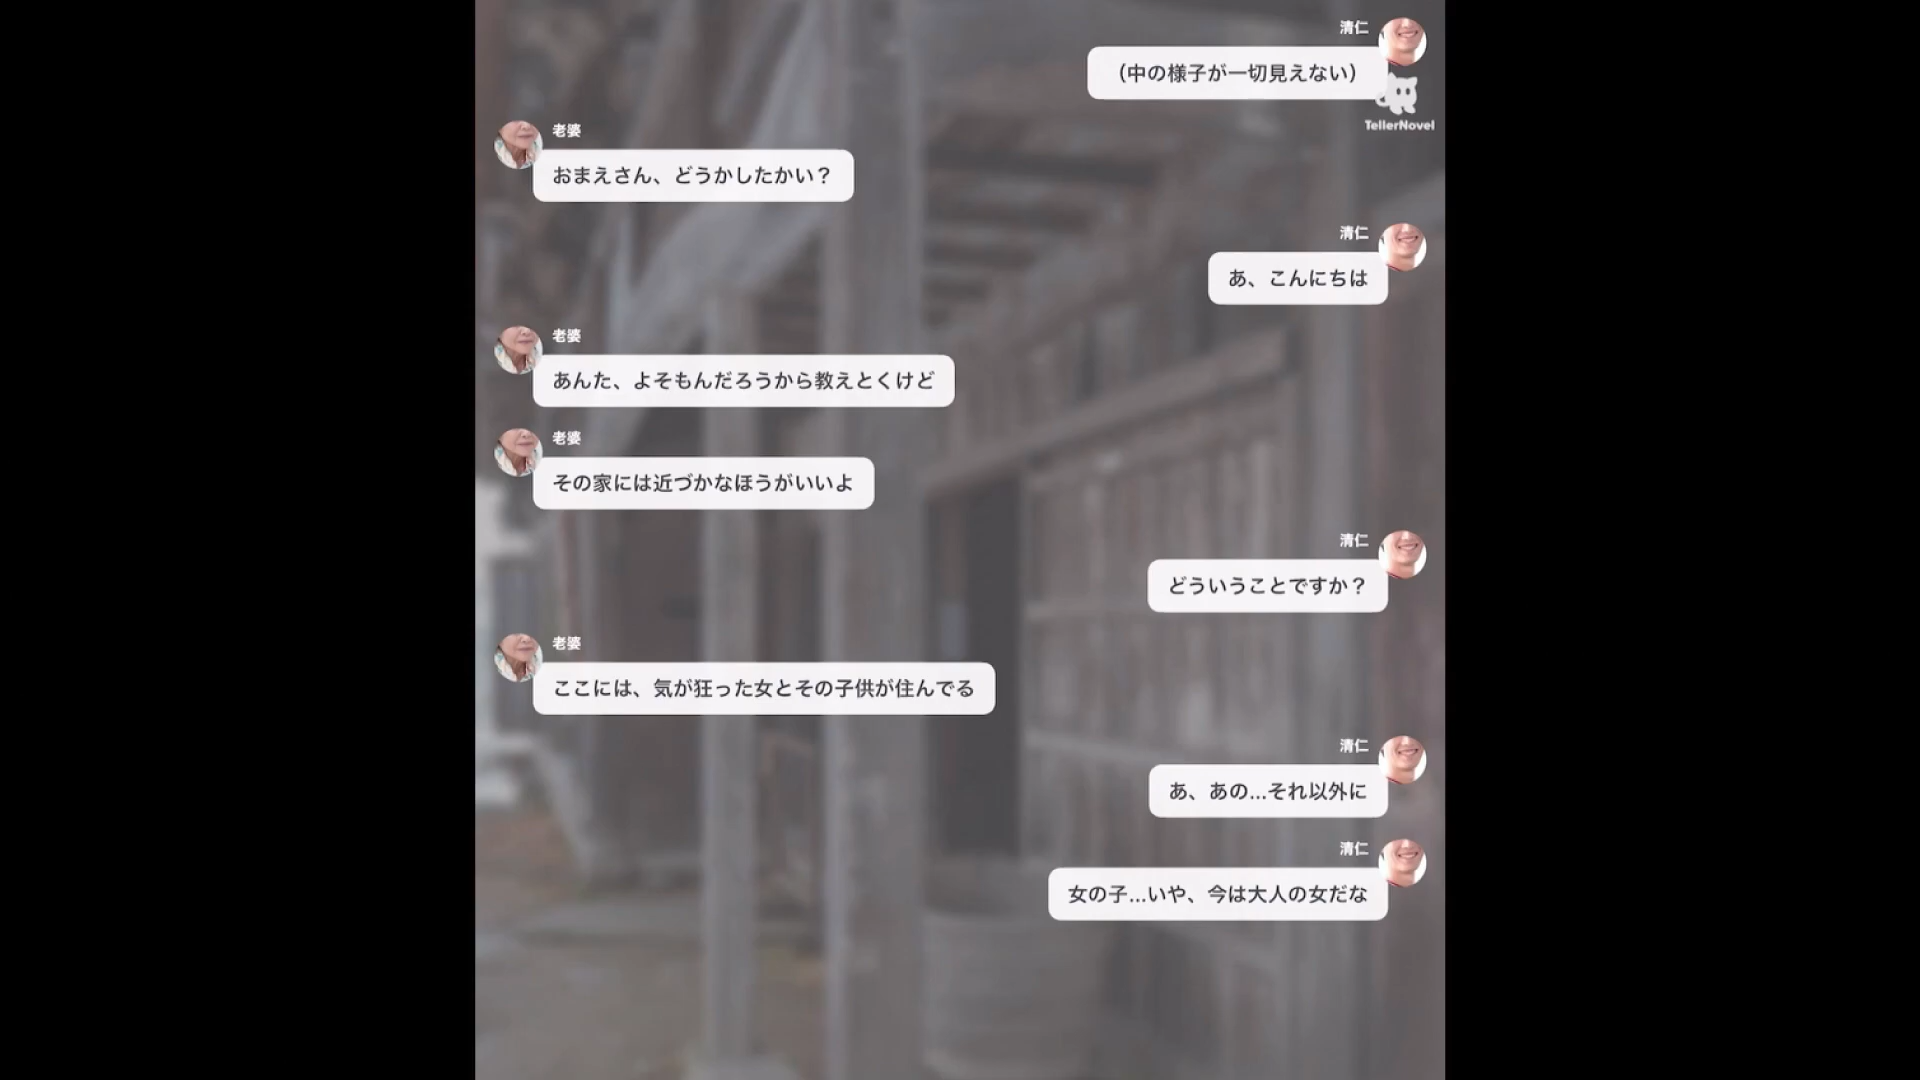 清仁
（中の様子が一切見えない）
TellerNovel
老婆
おまえさん、どうかしたかい？
清仁
あ、こんにちは
老婆
あんた、よそもんだろうから教えとくけど
老婆
その家には近づかなほうがいいよ
清仁
どういうことですか？
老婆
ここには、気が狂った女とその子供が住んでる
清仁
あ、あの...それ以外に
清仁
女の子...いや、今は大人の女だな